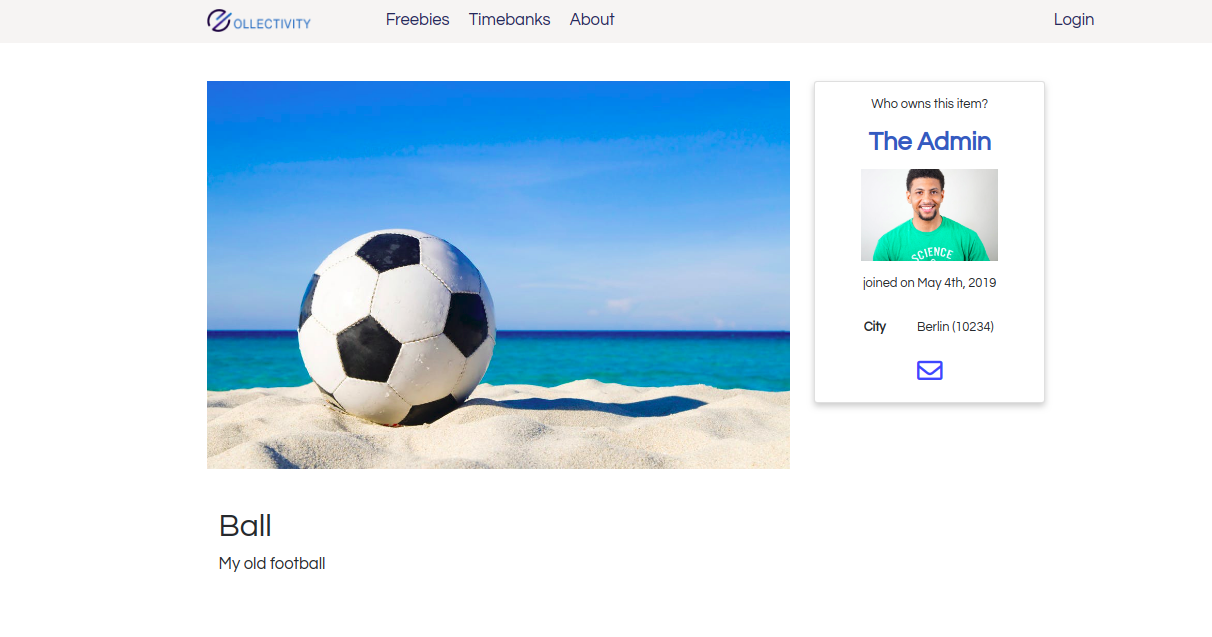 OLLECTIVITY
Freebies Timebanks About Login
Who owns this item?
The Admin
SCIENCE
joined on May 4th, 2019
City Berlin (10234)
Ball
My old football